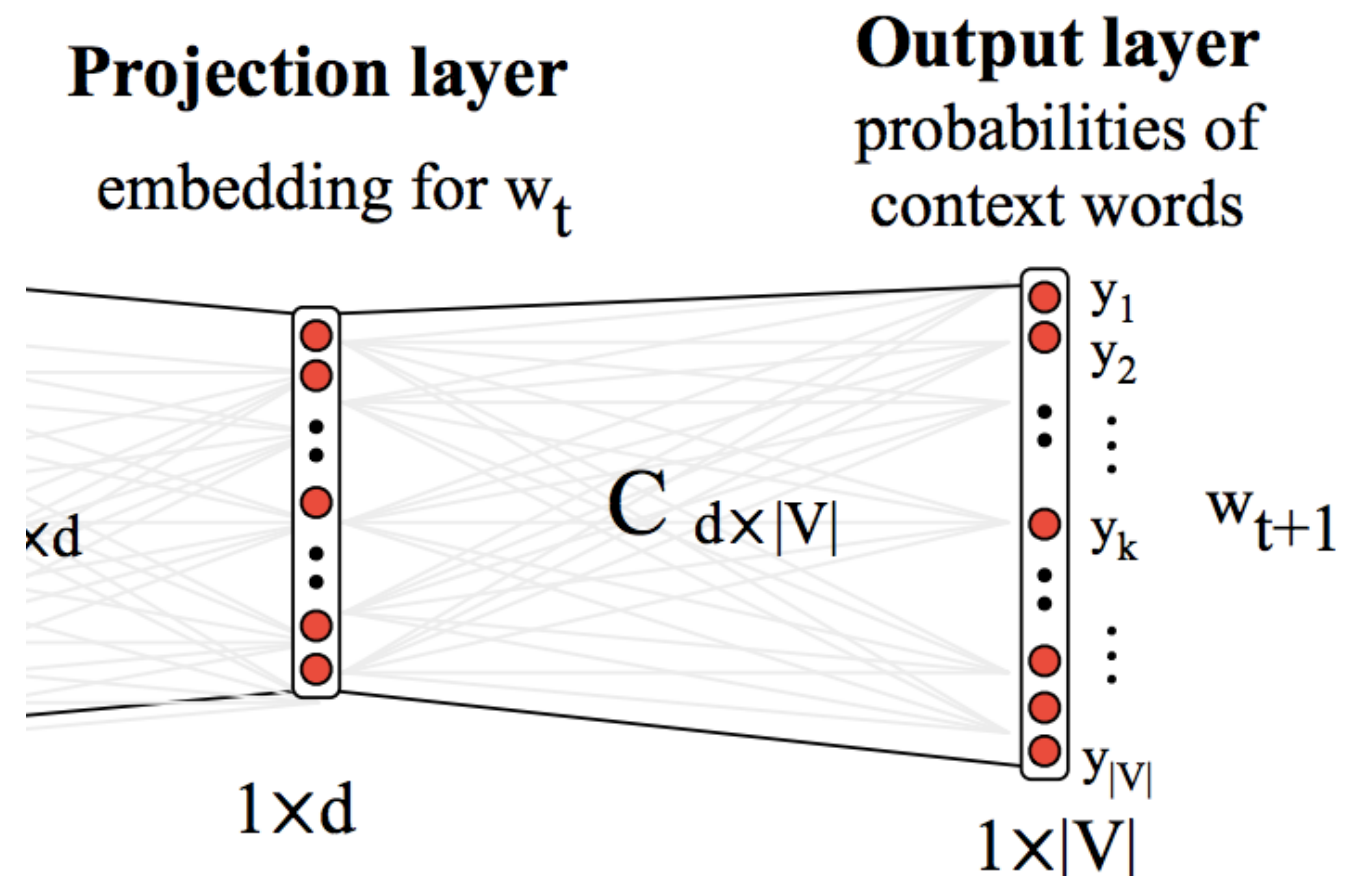 Projection layer
embedding for wt
Output layer
probabilities of
context words
×d
C d×|V|
y1
y2
yk
y|V|
wt+1
1×d
1×|V|